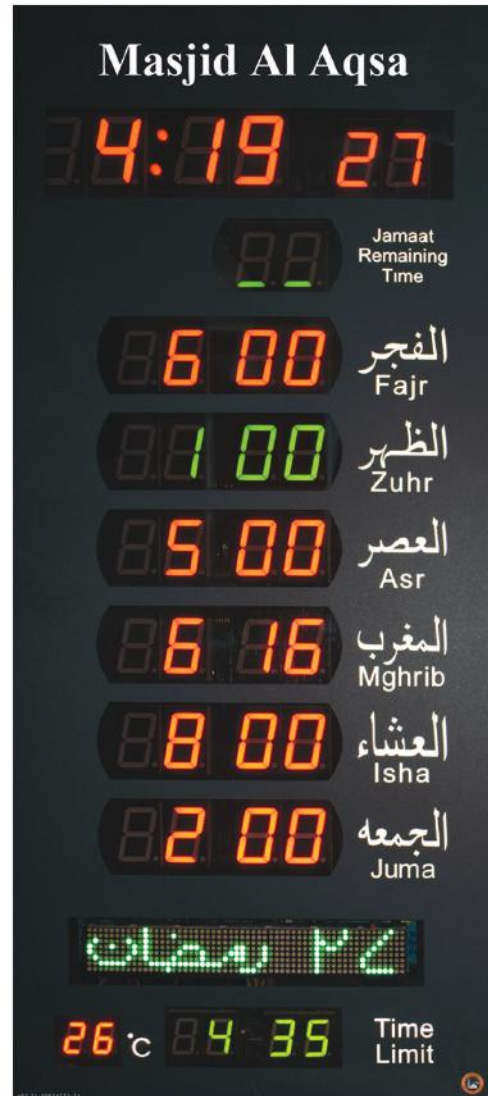 Masjid Al Aqsa
4:19 27
Jamaat
Remaining
Time
_ _
6 00 الفجر
Fajr
1 00 الظهر
Zuhr
5 00 العصر
Asr
6 16 المغرب
Mghrib
8 00 العشاء
Isha
2 00 الجمعه
Juma
رمضان
26 °C 4 35 Time
Limit